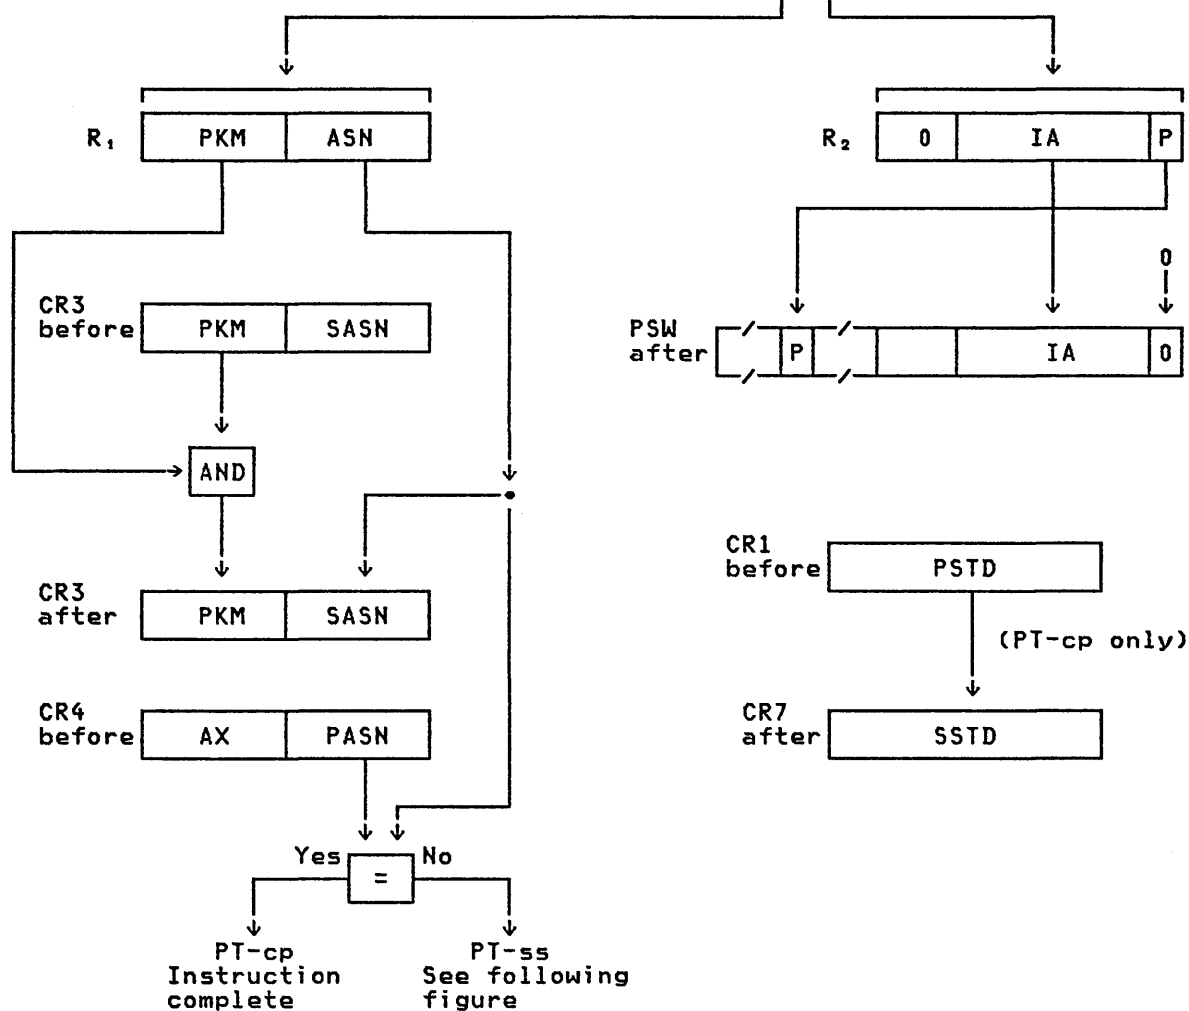 R₁ PKM ASN
R₂ 0 IA P
0
CR3
before PKM SASN
PSW
after P IA 0
AND
CR1
before PSTD
(PT-cp only)
CR3
after PKM SASN
CR4
before AX PASN
CR7
after SSTD
Yes = No
PT-cp
Instruction
complete
PT-ss
See following
figure